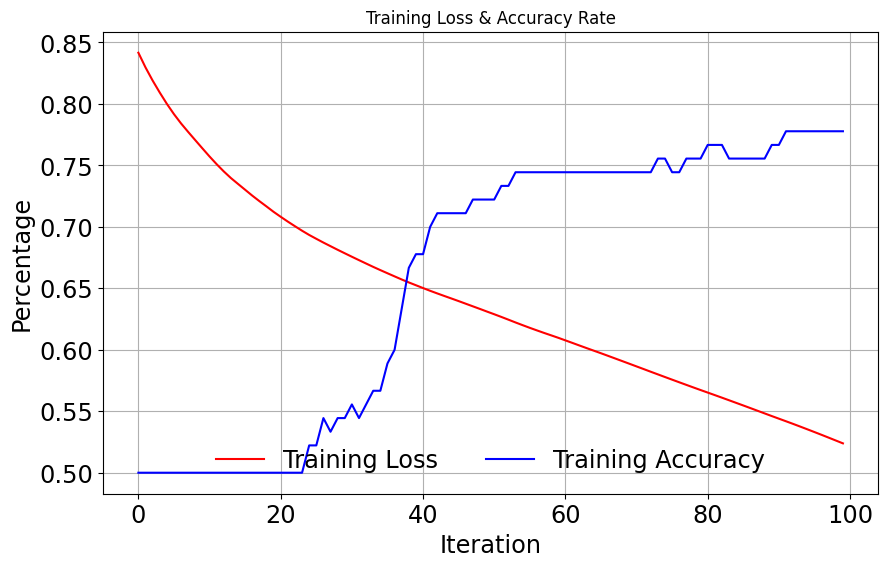 Training Loss & Accuracy Rate
0.85
0.80
0.75
0.70
0.65
0.60
0.55
0.50
Percentage
Training Loss Training Accuracy
0 20 40 60 80 100
Iteration